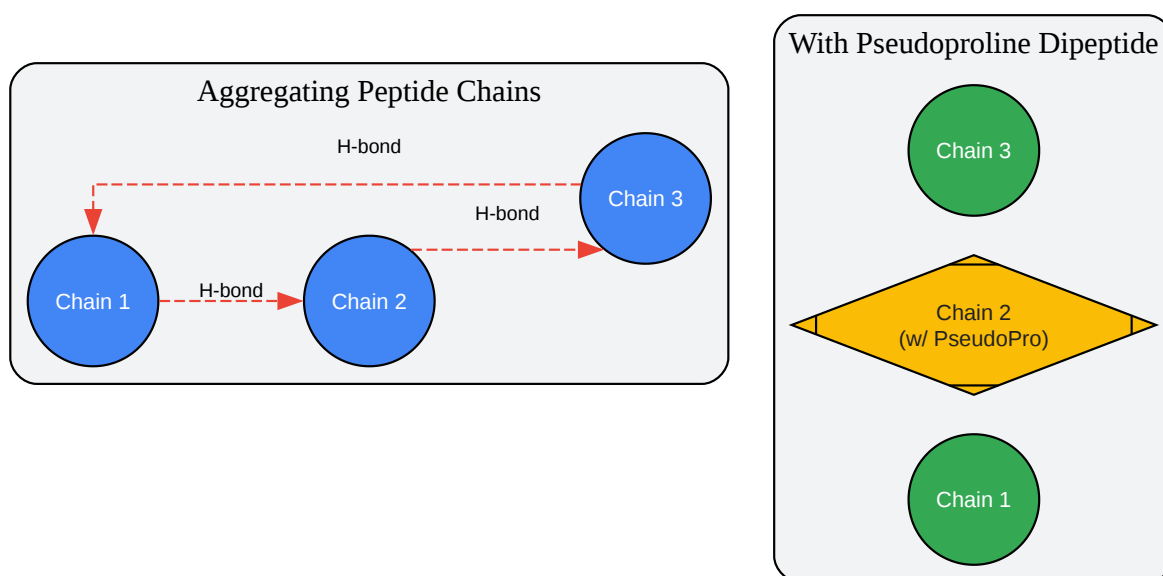 Aggregating Peptide Chains
H-bond
Chain 3
H-bond
Chain 1
H-bond
Chain 2
With Pseudoproline Dipeptide
Chain 3
Chain 2
(w/ PseudoPro)
Chain 1